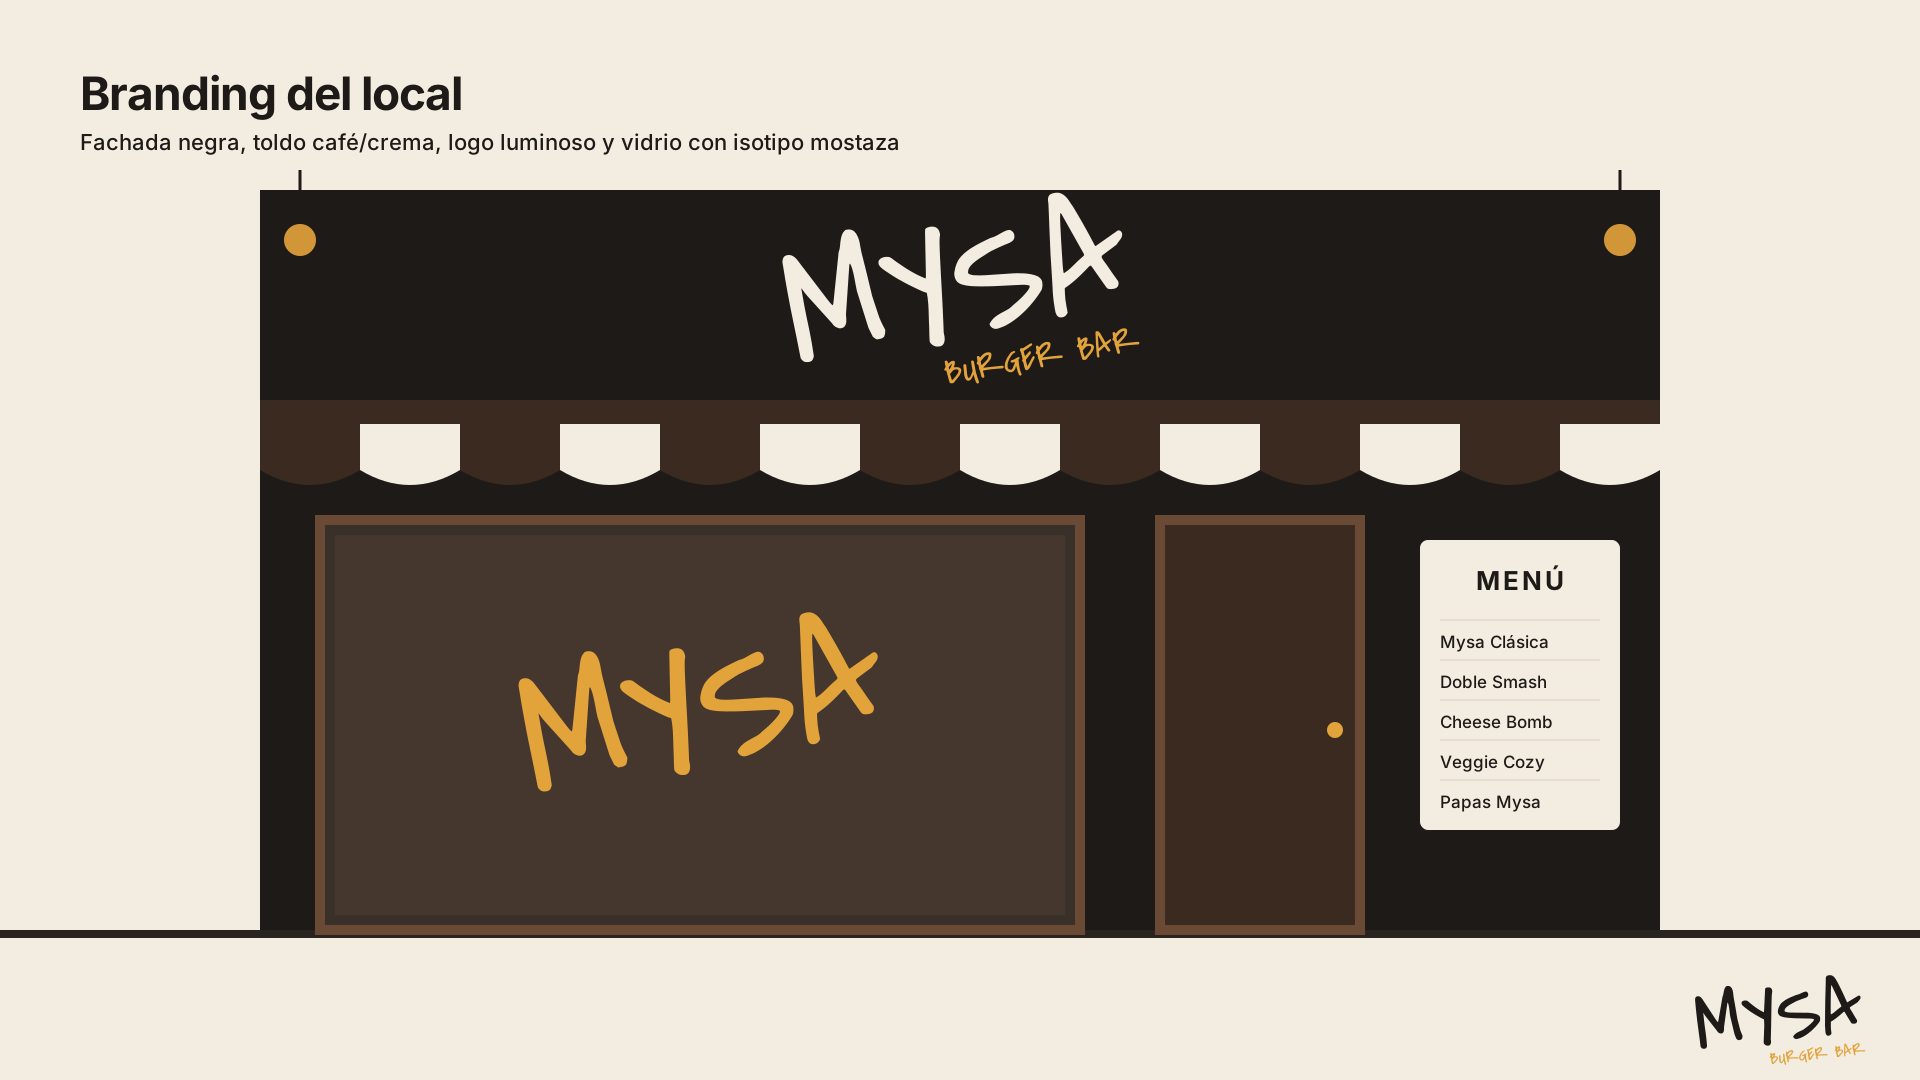 Branding del local
Fachada negra, toldo café/crema, logo luminoso y vidrio con isotipo mostaza
MYSA
BURGER BAR
MYSA
MENÚ
Mysa Clásica
Doble Smash
Cheese Bomb
Veggie Cozy
Papas Mysa
MYSA
BURGER BAR